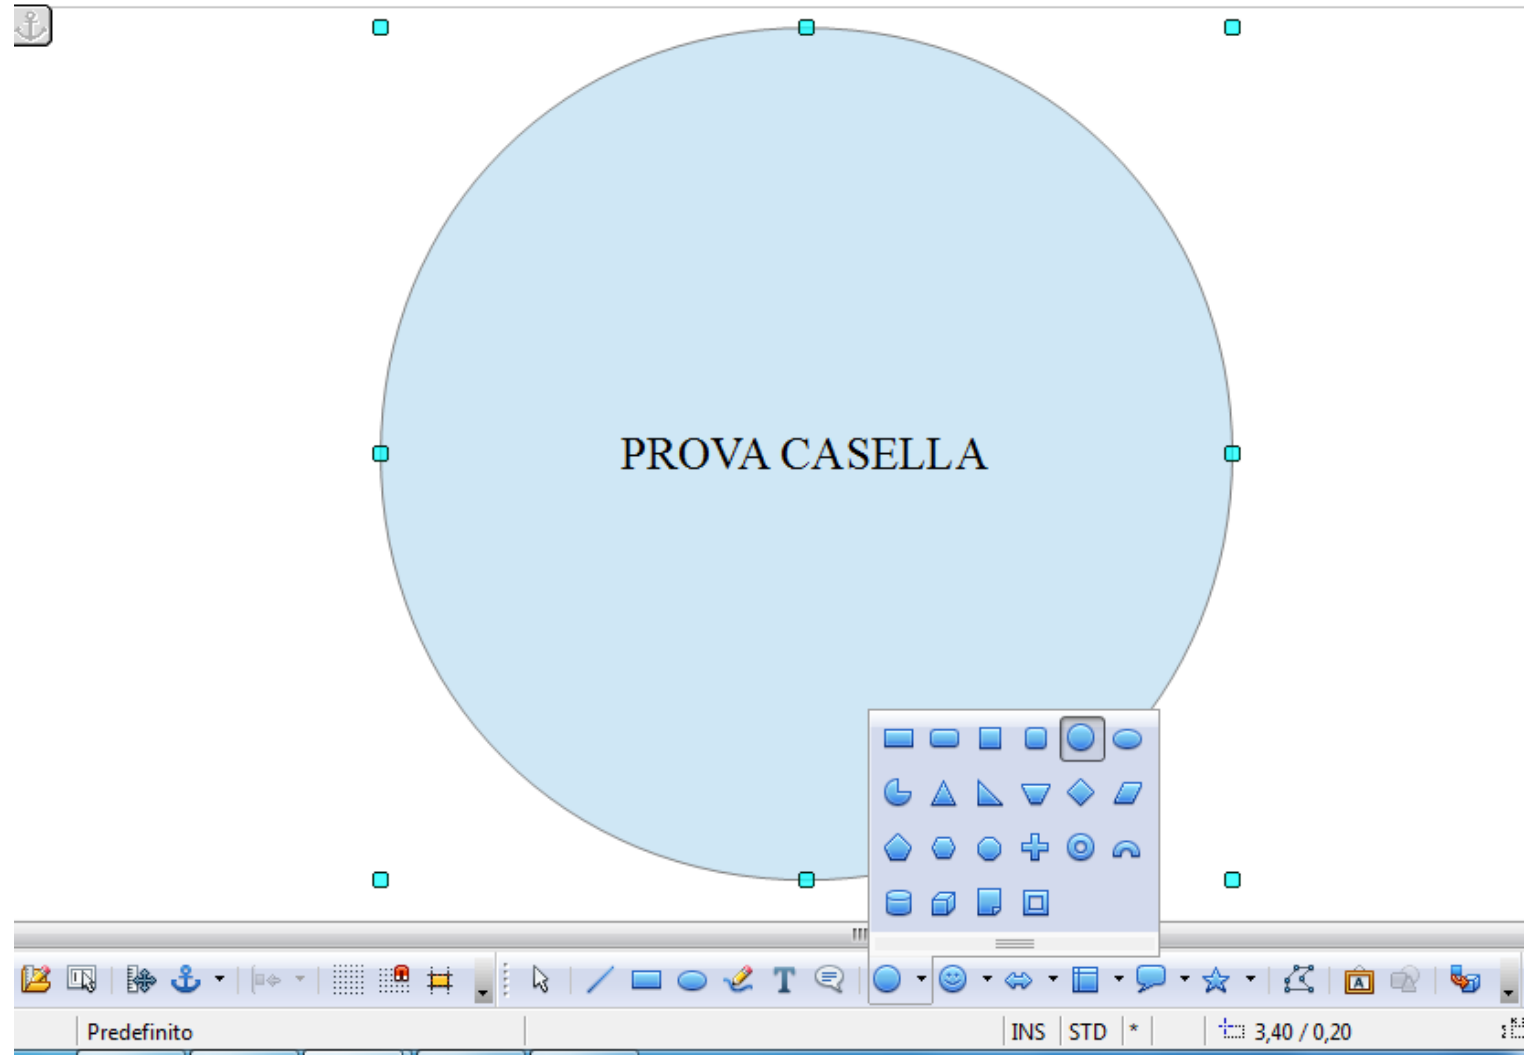 PROVA CASELLA
Predefinito
INS
STD
*
3,40 / 0,20